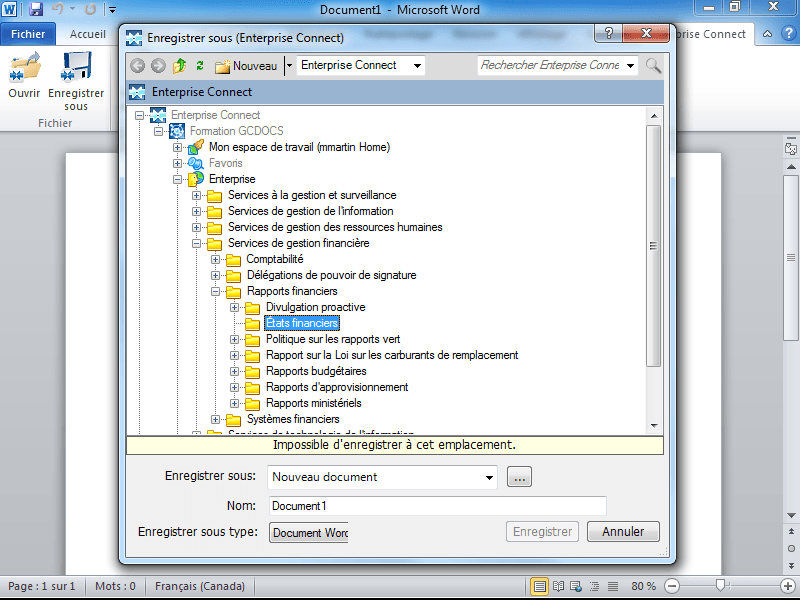 Document1 - Microsoft Word
Fichier
Accueil
Enterprise Connect
Ouvrir
Enregistrer
sous
Fichier
Enregistrer sous (Enterprise Connect)
Nouveau
Enterprise Connect
Rechercher Enterprise Conne
Enterprise Connect
Enterprise Connect
Formation GCDOCS
Mon espace de travail (mmartin Home)
Favoris
Enterprise
Services à la gestion et surveillance
Services de gestion de l'information
Services de gestion des ressources humaines
Services de gestion financière
Comptabilité
Délégations de pouvoir de signature
Rapports financiers
Divulgation proactive
États financiers
Politique sur les rapports vert
Rapport sur la Loi sur les carburants de remplacement
Rapports budgétaires
Rapports d'approvisionnement
Rapports ministériels
Systèmes financiers
Services de technologie de l'information
Impossible d'enregistrer à cet emplacement.
Enregistrer sous: Nouveau document ...
Nom: Document1
Enregistrer sous type: Document Word
Enregistrer
Annuler
Page : 1 sur 1
Mots : 0
Français (Canada)
80 %